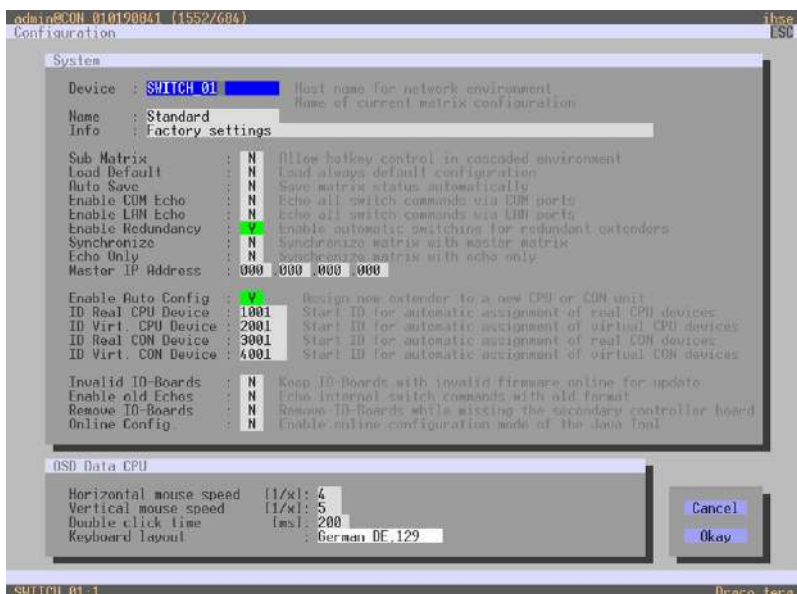 admin@CON 010190841 (1552/684) ihse
Configuration ESC
System
Device : SWITCH_01 Host name for network environment
Name of current matrix configuration
Name : Standard
Info : Factory settings
Sub Matrix : N Allow hotkey control in cascaded environment
Load Default : N Load always default configuration
Auto Save : N Save matrix status automatically
Enable COM Echo : N Echo all switch commands via COM ports
Enable LAN Echo : N Echo all switch commands via LAN ports
Enable Redundancy : Y Enable automatic switching for redundant extenders
Synchronize : N Synchronize matrix with master matrix
Echo Only : N Synchronize matrix with echo only
Master IP Address : 000 .000 .000 .000
Enable Auto Config : Y Assign new extender to a new CPU or CON unit
ID Real CPU Device : 1001 Start ID for automatic assignment of real CPU devices
ID Virt. CPU Device : 2001 Start ID for automatic assignment of virtual CPU devices
ID Real CON Device : 3001 Start ID for automatic assignment of real CON devices
ID Virt. CON Device : 4001 Start ID for automatic assignment of virtual CON devices
Invalid IO-Boards : N Keep IO-Boards with invalid firmware online for update
Enable old Echos : N Echo internal switch commands with old format
Remove IO-Boards : N Remove IO-Boards while missing the secondary controller board
Online Config. : N Enable online configuration mode of the Java Tool
OSD Data CPU
Horizontal mouse speed [1/x]: 4
Vertical mouse speed [1/x]: 5
Double click time [ms]: 200
Keyboard layout : German DE,129
Cancel
Okay
SWITCH_01:1 Draco tera